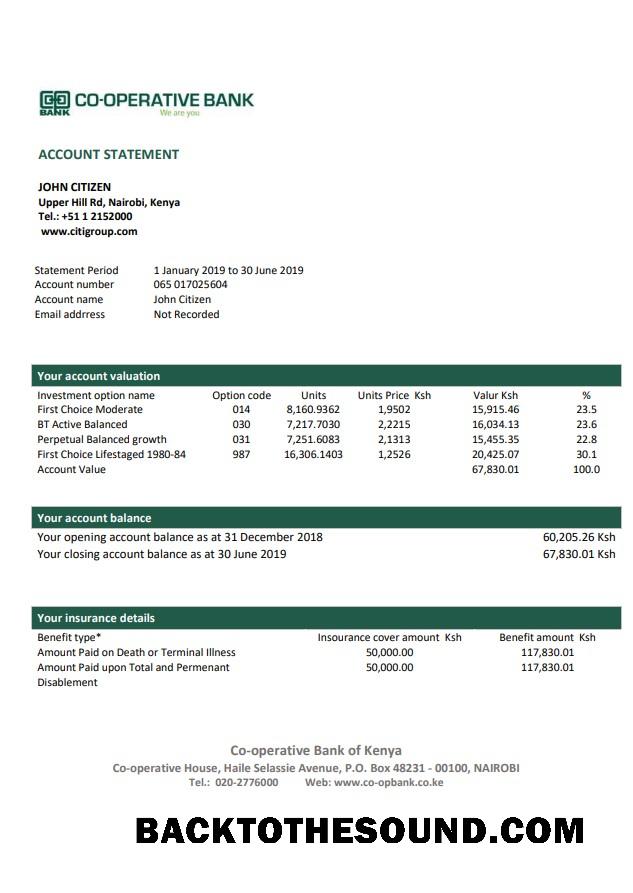 CO-OPERATIVE BANK
BANK
We are you
ACCOUNT STATEMENT
JOHN CITIZEN
Upper Hill Rd, Nairobi, Kenya
Tel.: +51 1 2152000
www.citigroup.com
Statement Period 1 January 2019 to 30 June 2019
Account number 065 017025604
Account name John Citizen
Email addrress Not Recorded
Your account valuation
Investment option name Option code Units Units Price Ksh Valur Ksh %
First Choice Moderate 014 8,160.9362 1,9502 15,915.46 23.5
BT Active Balanced 030 7,217.7030 2,2215 16,034.13 23.6
Perpetual Balanced growth 031 7,251.6083 2,1313 15,455.35 22.8
First Choice Lifestaged 1980-84 987 16,306.1403 1,2526 20,425.07 30.1
Account Value 67,830.01 100.0
Your account balance
Your opening account balance as at 31 December 2018 60,205.26 Ksh
Your closing account balance as at 30 June 2019 67,830.01 Ksh
Your insurance details
Benefit type* Insourance cover amount Ksh Benefit amount Ksh
Amount Paid on Death or Terminal Illness 50,000.00 117,830.01
Amount Paid upon Total and Permenant 50,000.00 117,830.01
Disablement
Co-operative Bank of Kenya
Co-operative House, Haile Selassie Avenue, P.O. Box 48231 - 00100, NAIROBI
Tel.: 020-2776000 Web: www.co-opbank.co.ke
BACKTOTHESOUND.COM